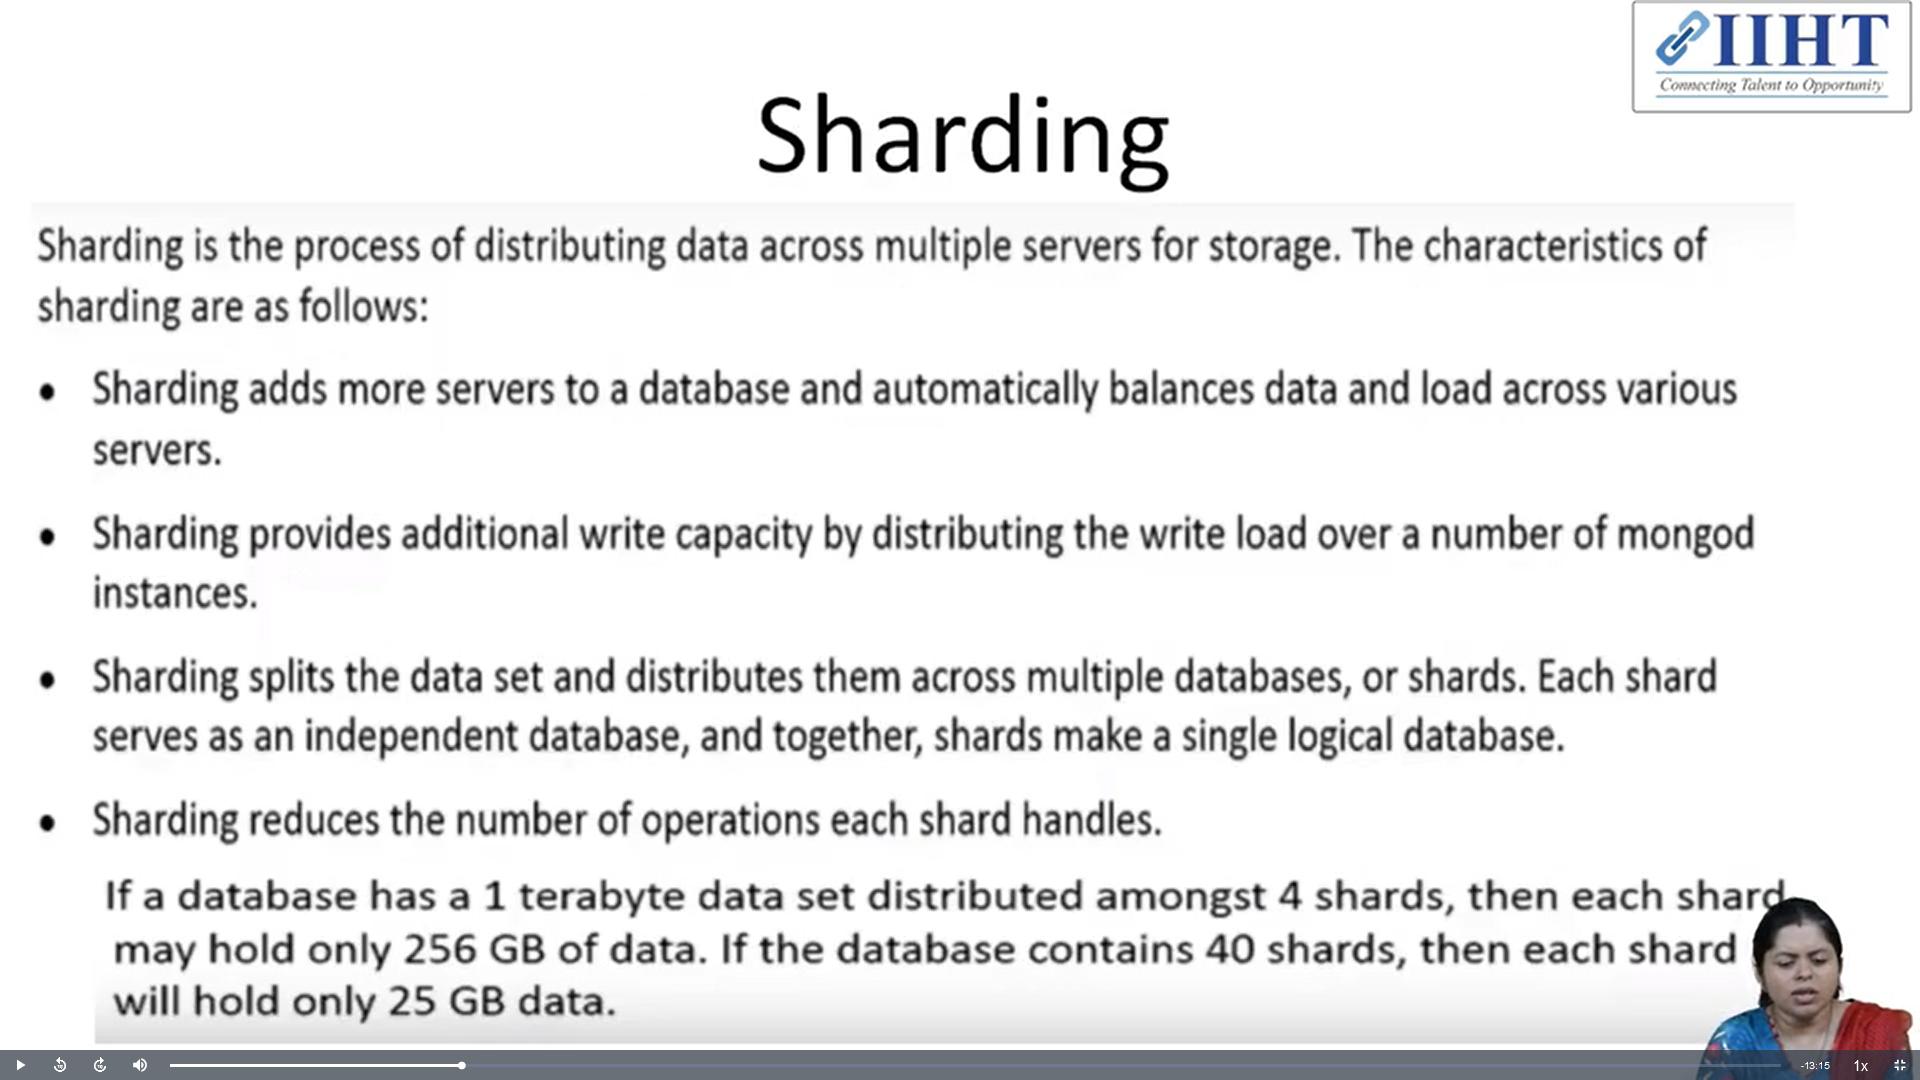 IIHT
Connecting Talent to Opportunity
Sharding
Sharding is the process of distributing data across multiple servers for storage. The characteristics of
sharding are as follows:
• Sharding adds more servers to a database and automatically balances data and load across various
servers.
• Sharding provides additional write capacity by distributing the write load over a number of mongod
instances.
• Sharding splits the data set and distributes them across multiple databases, or shards. Each shard
serves as an independent database, and together, shards make a single logical database.
• Sharding reduces the number of operations each shard handles.
If a database has a 1 terabyte data set distributed amongst 4 shards, then each shard
may hold only 256 GB of data. If the database contains 40 shards, then each shard
will hold only 25 GB data.
-13:15
1x